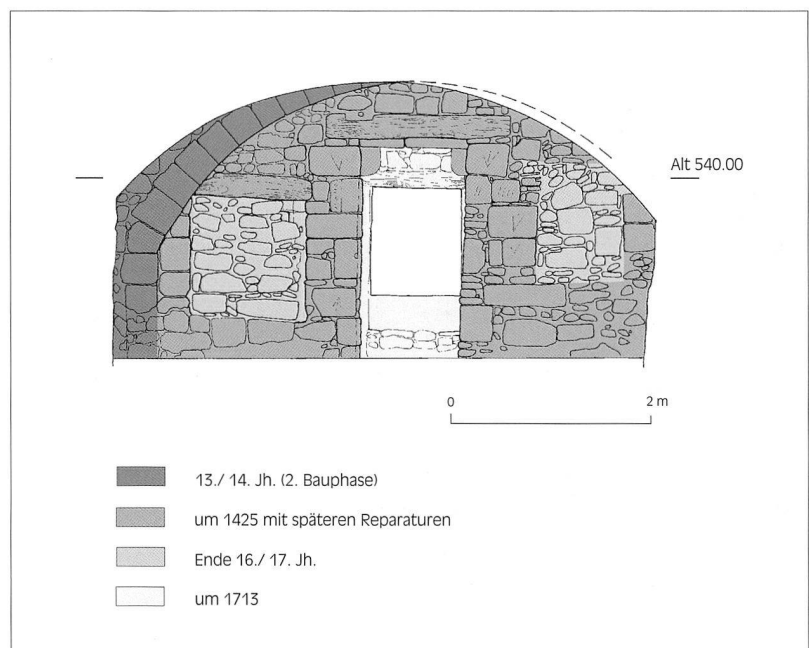 Alt 540.00
0 2 m
13./ 14. Jh. (2. Bauphase)
um 1425 mit späteren Reparaturen
Ende 16./ 17. Jh.
um 1713